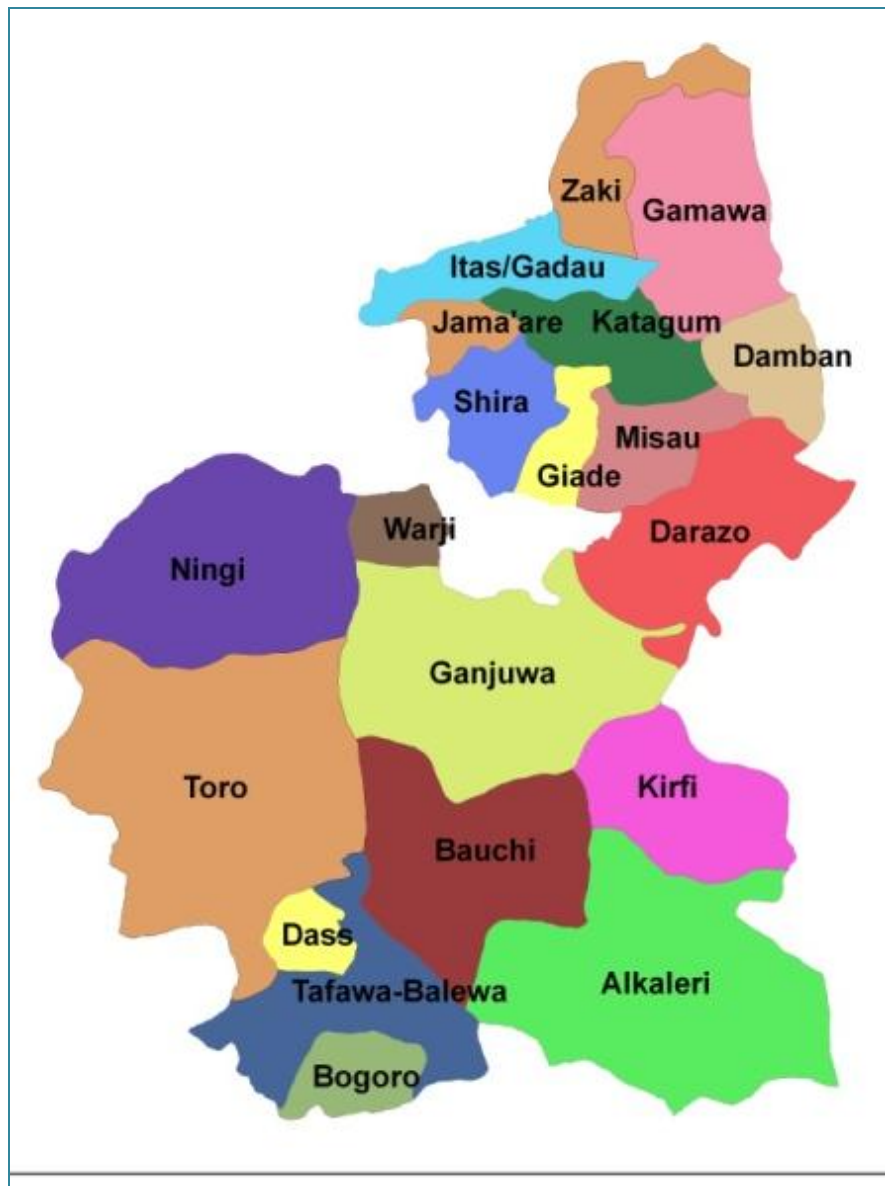 Zaki
Gamawa
Itas/Gadau
Jama'are
Katagum
Damban
Shira
Misau
Giade
Warji
Darazo
Ningi
Ganjuwa
Toro
Kirfi
Bauchi
Dass
Alkaleri
Tafawa-Balewa
Bogoro